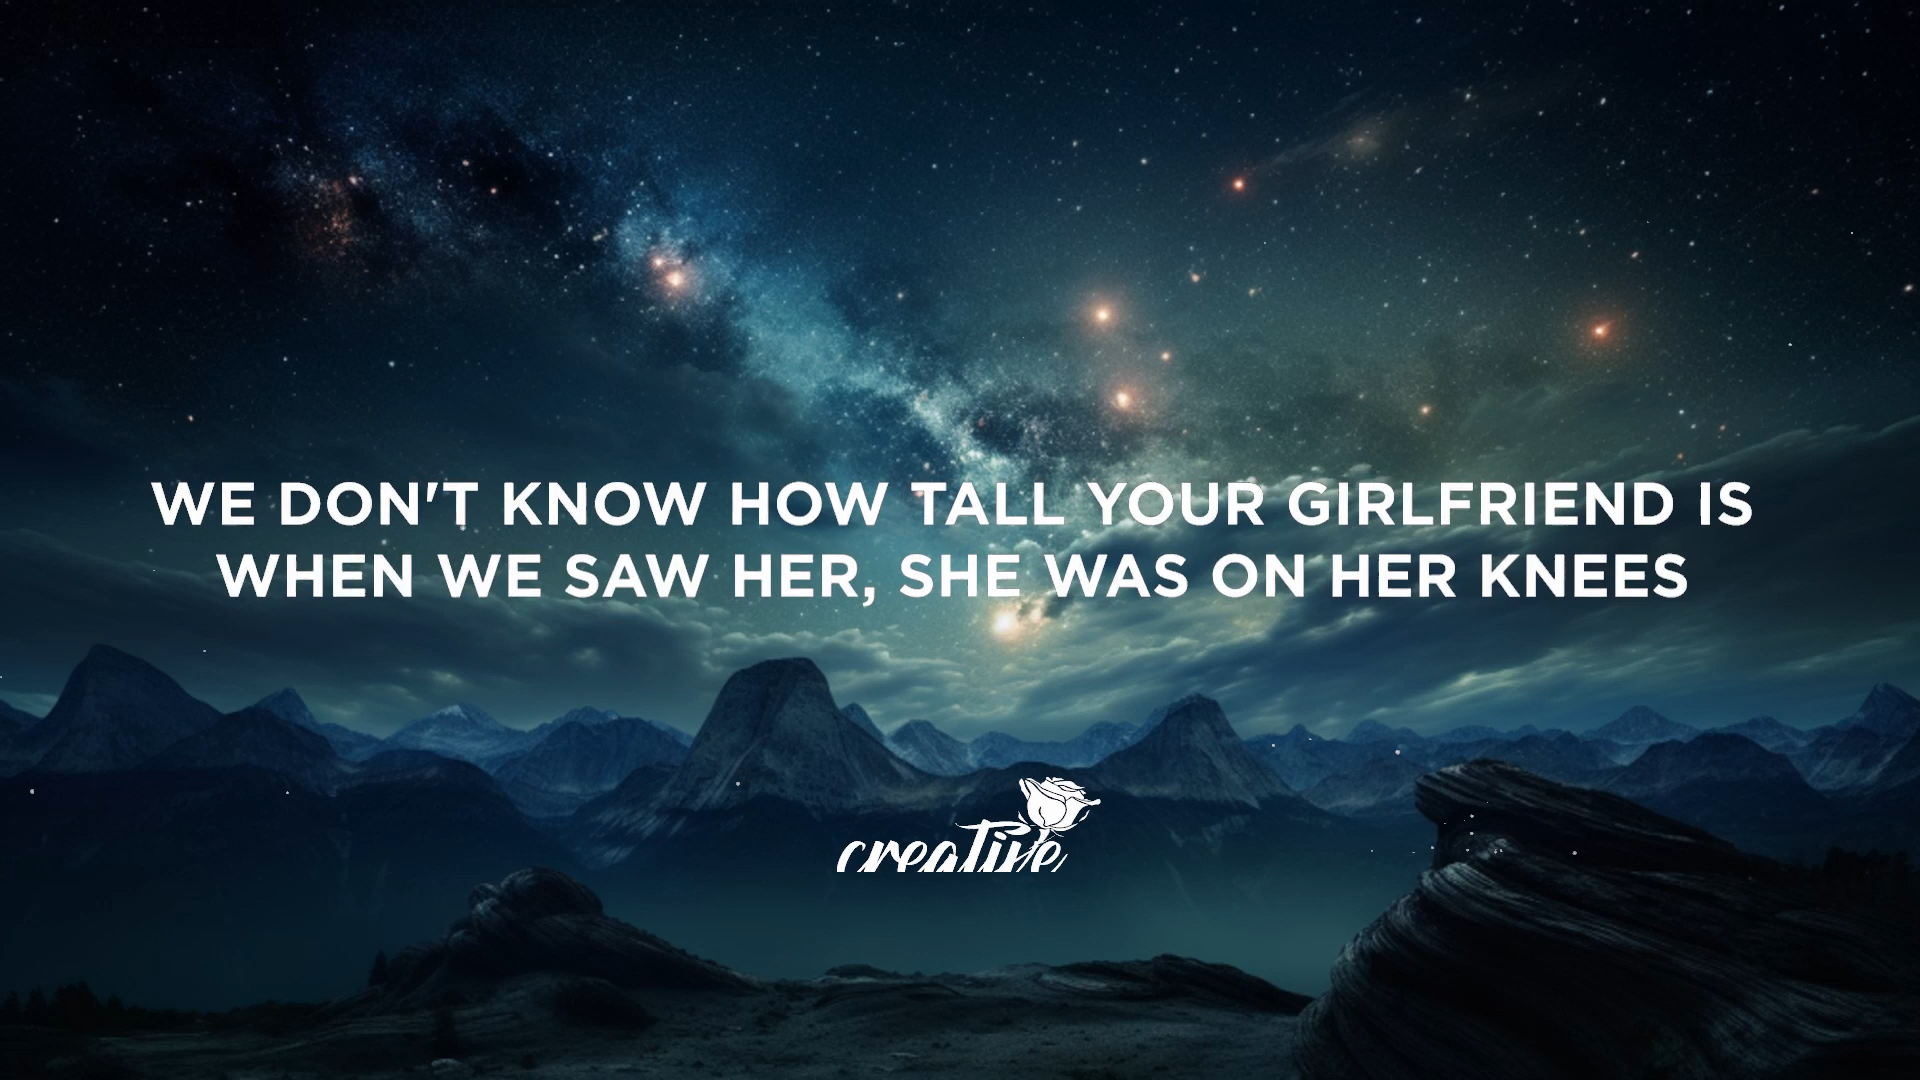 WE DON'T KNOW HOW TALL YOUR GIRLFRIEND IS
WHEN WE SAW HER, SHE WAS ON HER KNEES
creative